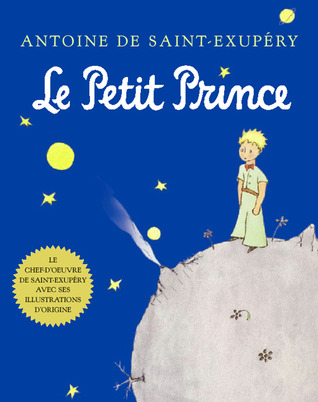 ANTOINE DE SAINT-EXUPÉRY
Le Petit Prince
LE
CHEF-D'OEUVRE
DE SAINT-EXUPÉRY
AVEC SES
ILLUSTRATIONS
D'ORIGINE